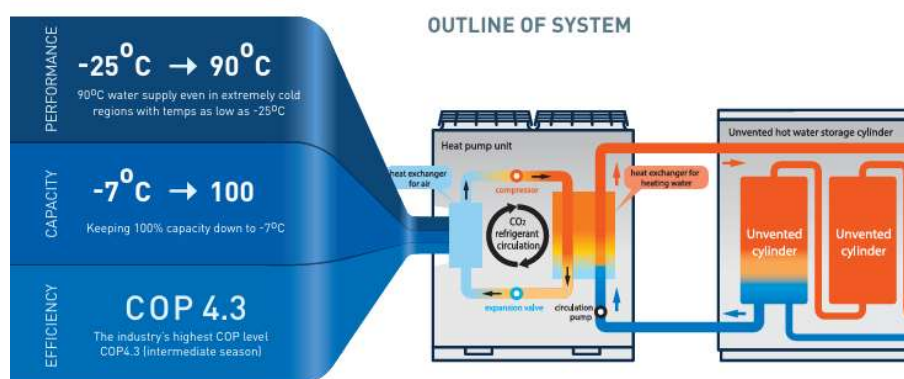 OUTLINE OF SYSTEM
PERFORMANCE
-25°C → 90°C
90ºC water supply even in extremely cold
regions with temps as low as -25ºC
CAPACITY
-7°C → 100
Keeping 100% capacity down to -7ºC
EFFICIENCY
COP 4.3
The industry's highest COP level
COP4.3 (intermediate season)
Heat pump unit
heat exchanger
for air
compressor
heat exchanger for
heating water
CO₂
refrigerant
circulation
expansion valve
circulation
pump
Unvented hot water storage cylinder
Unvented
cylinder
Unvented
cylinder